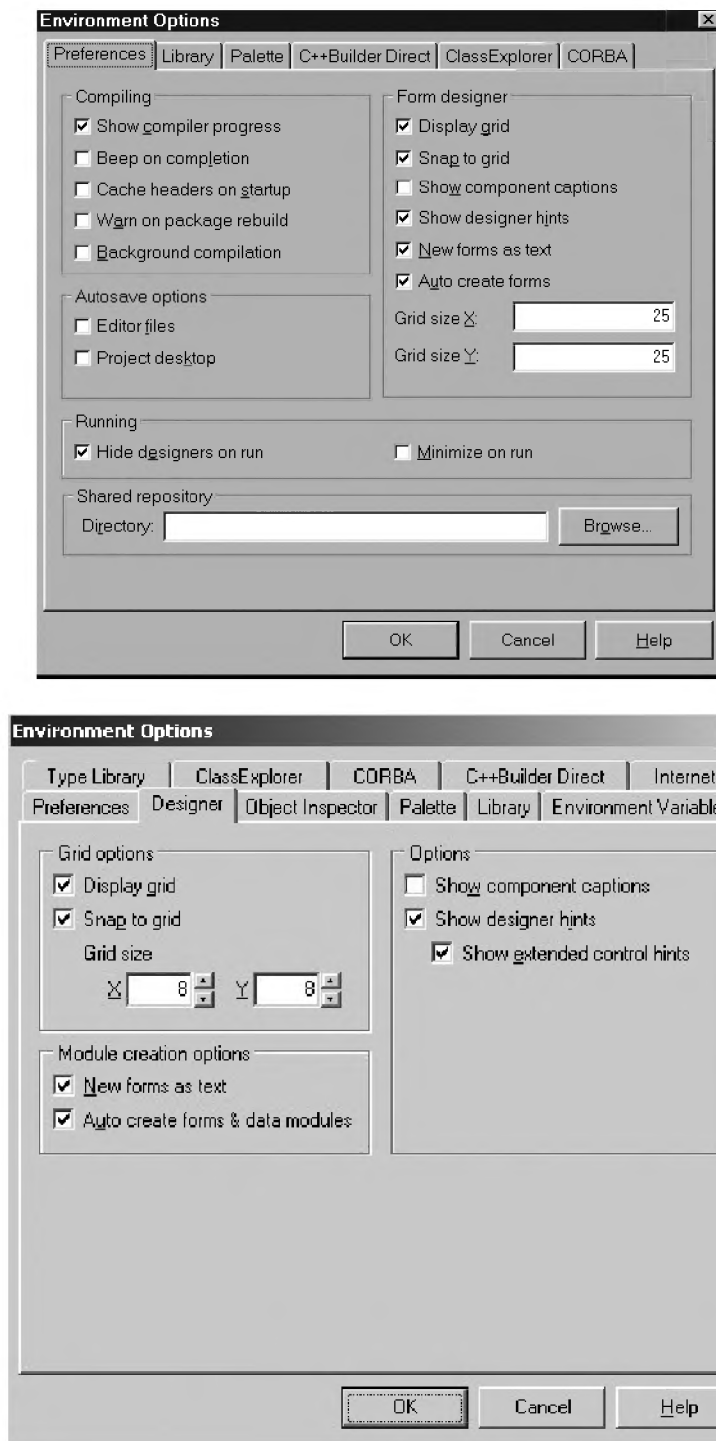 Environment Options
Preferences Library Palette C++Builder Direct ClassExplorer CORBA
Compiling
Show compiler progress
Beep on completion
Cache headers on startup
Warn on package rebuild
Background compilation
Autosave options
Editor files
Project desktop
Form designer
Display grid
Snap to grid
Show component captions
Show designer hints
New forms as text
Auto create forms
Grid size X: 25
Grid size Y: 25
Running
Hide designers on run Minimize on run
Shared repository
Directory: Browse...
OK Cancel Help
Environment Options
Type Library ClassExplorer CORBA C++Builder Direct Internet
Preferences Designer Object Inspector Palette Library Environment Variable
Grid options
Display grid
Snap to grid
Grid size
X 8 Y 8
Module creation options
New forms as text
Auto create forms & data modules
Options
Show component captions
Show designer hints
Show extended control hints
OK Cancel Help